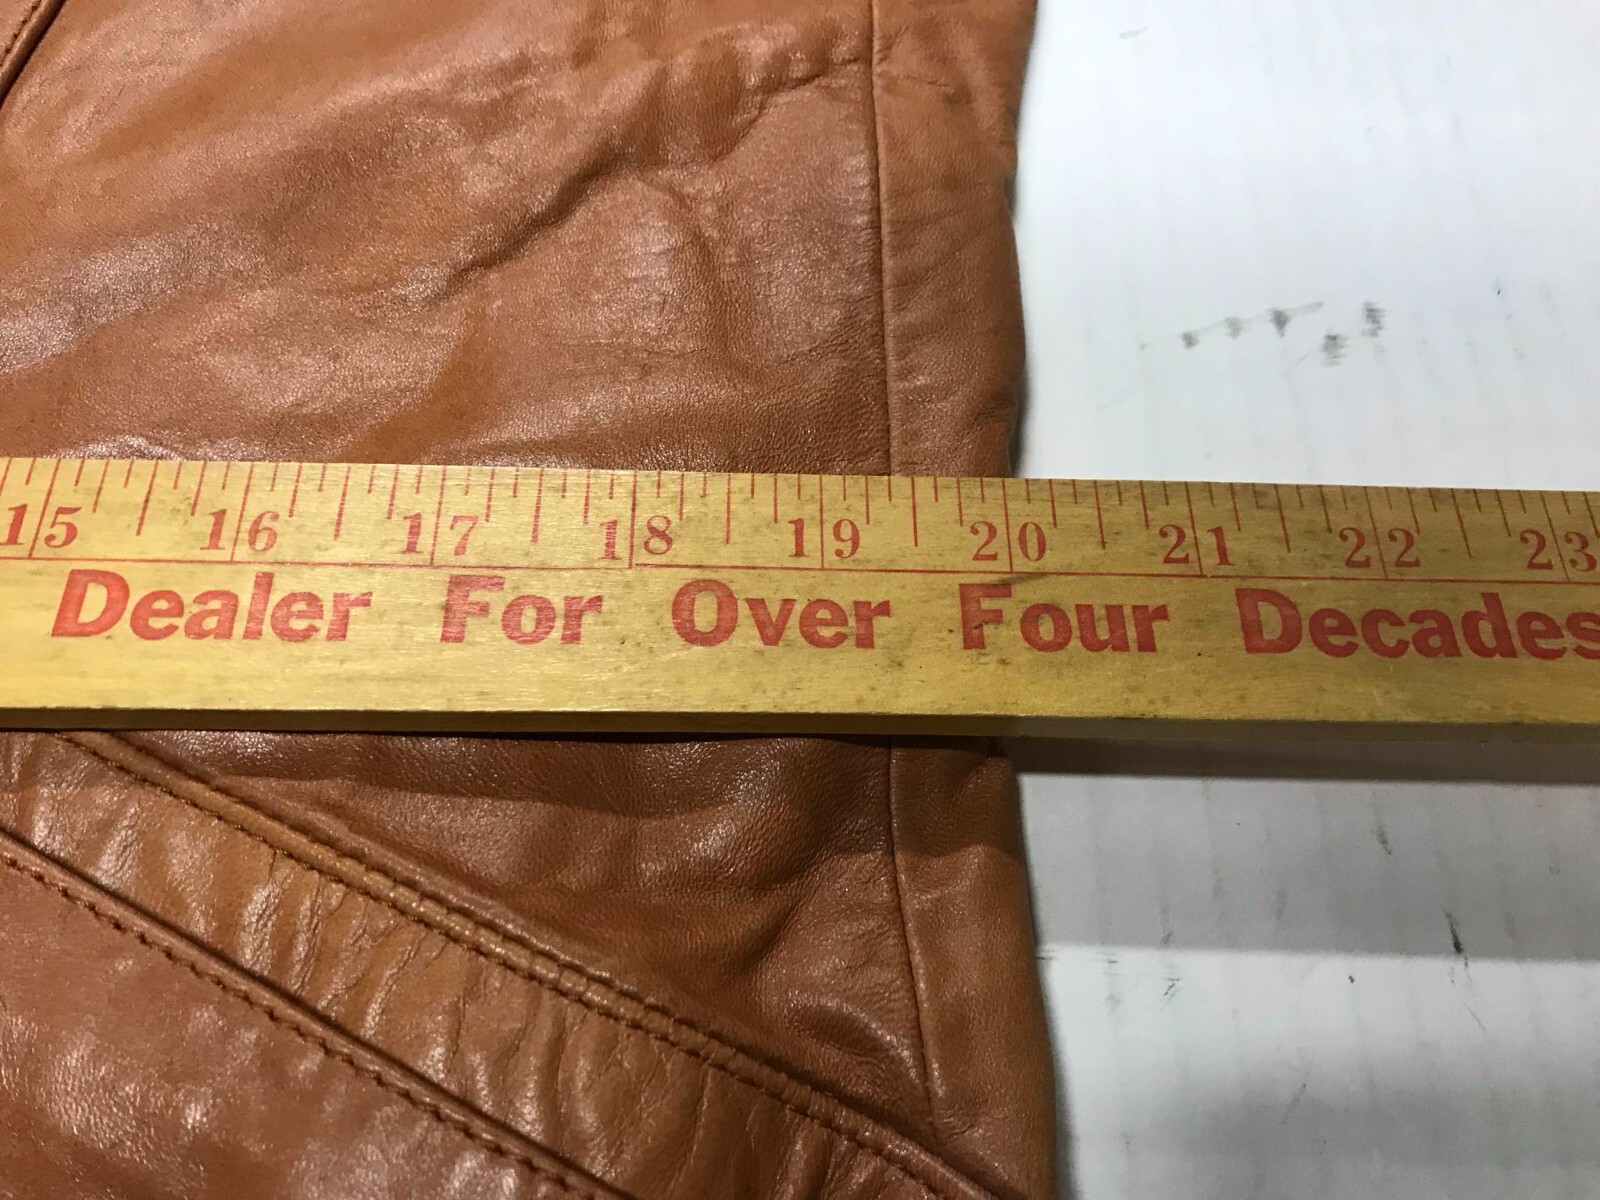 15 16 17 18 19 20 21 22 23
Dealer For Over Four Decades